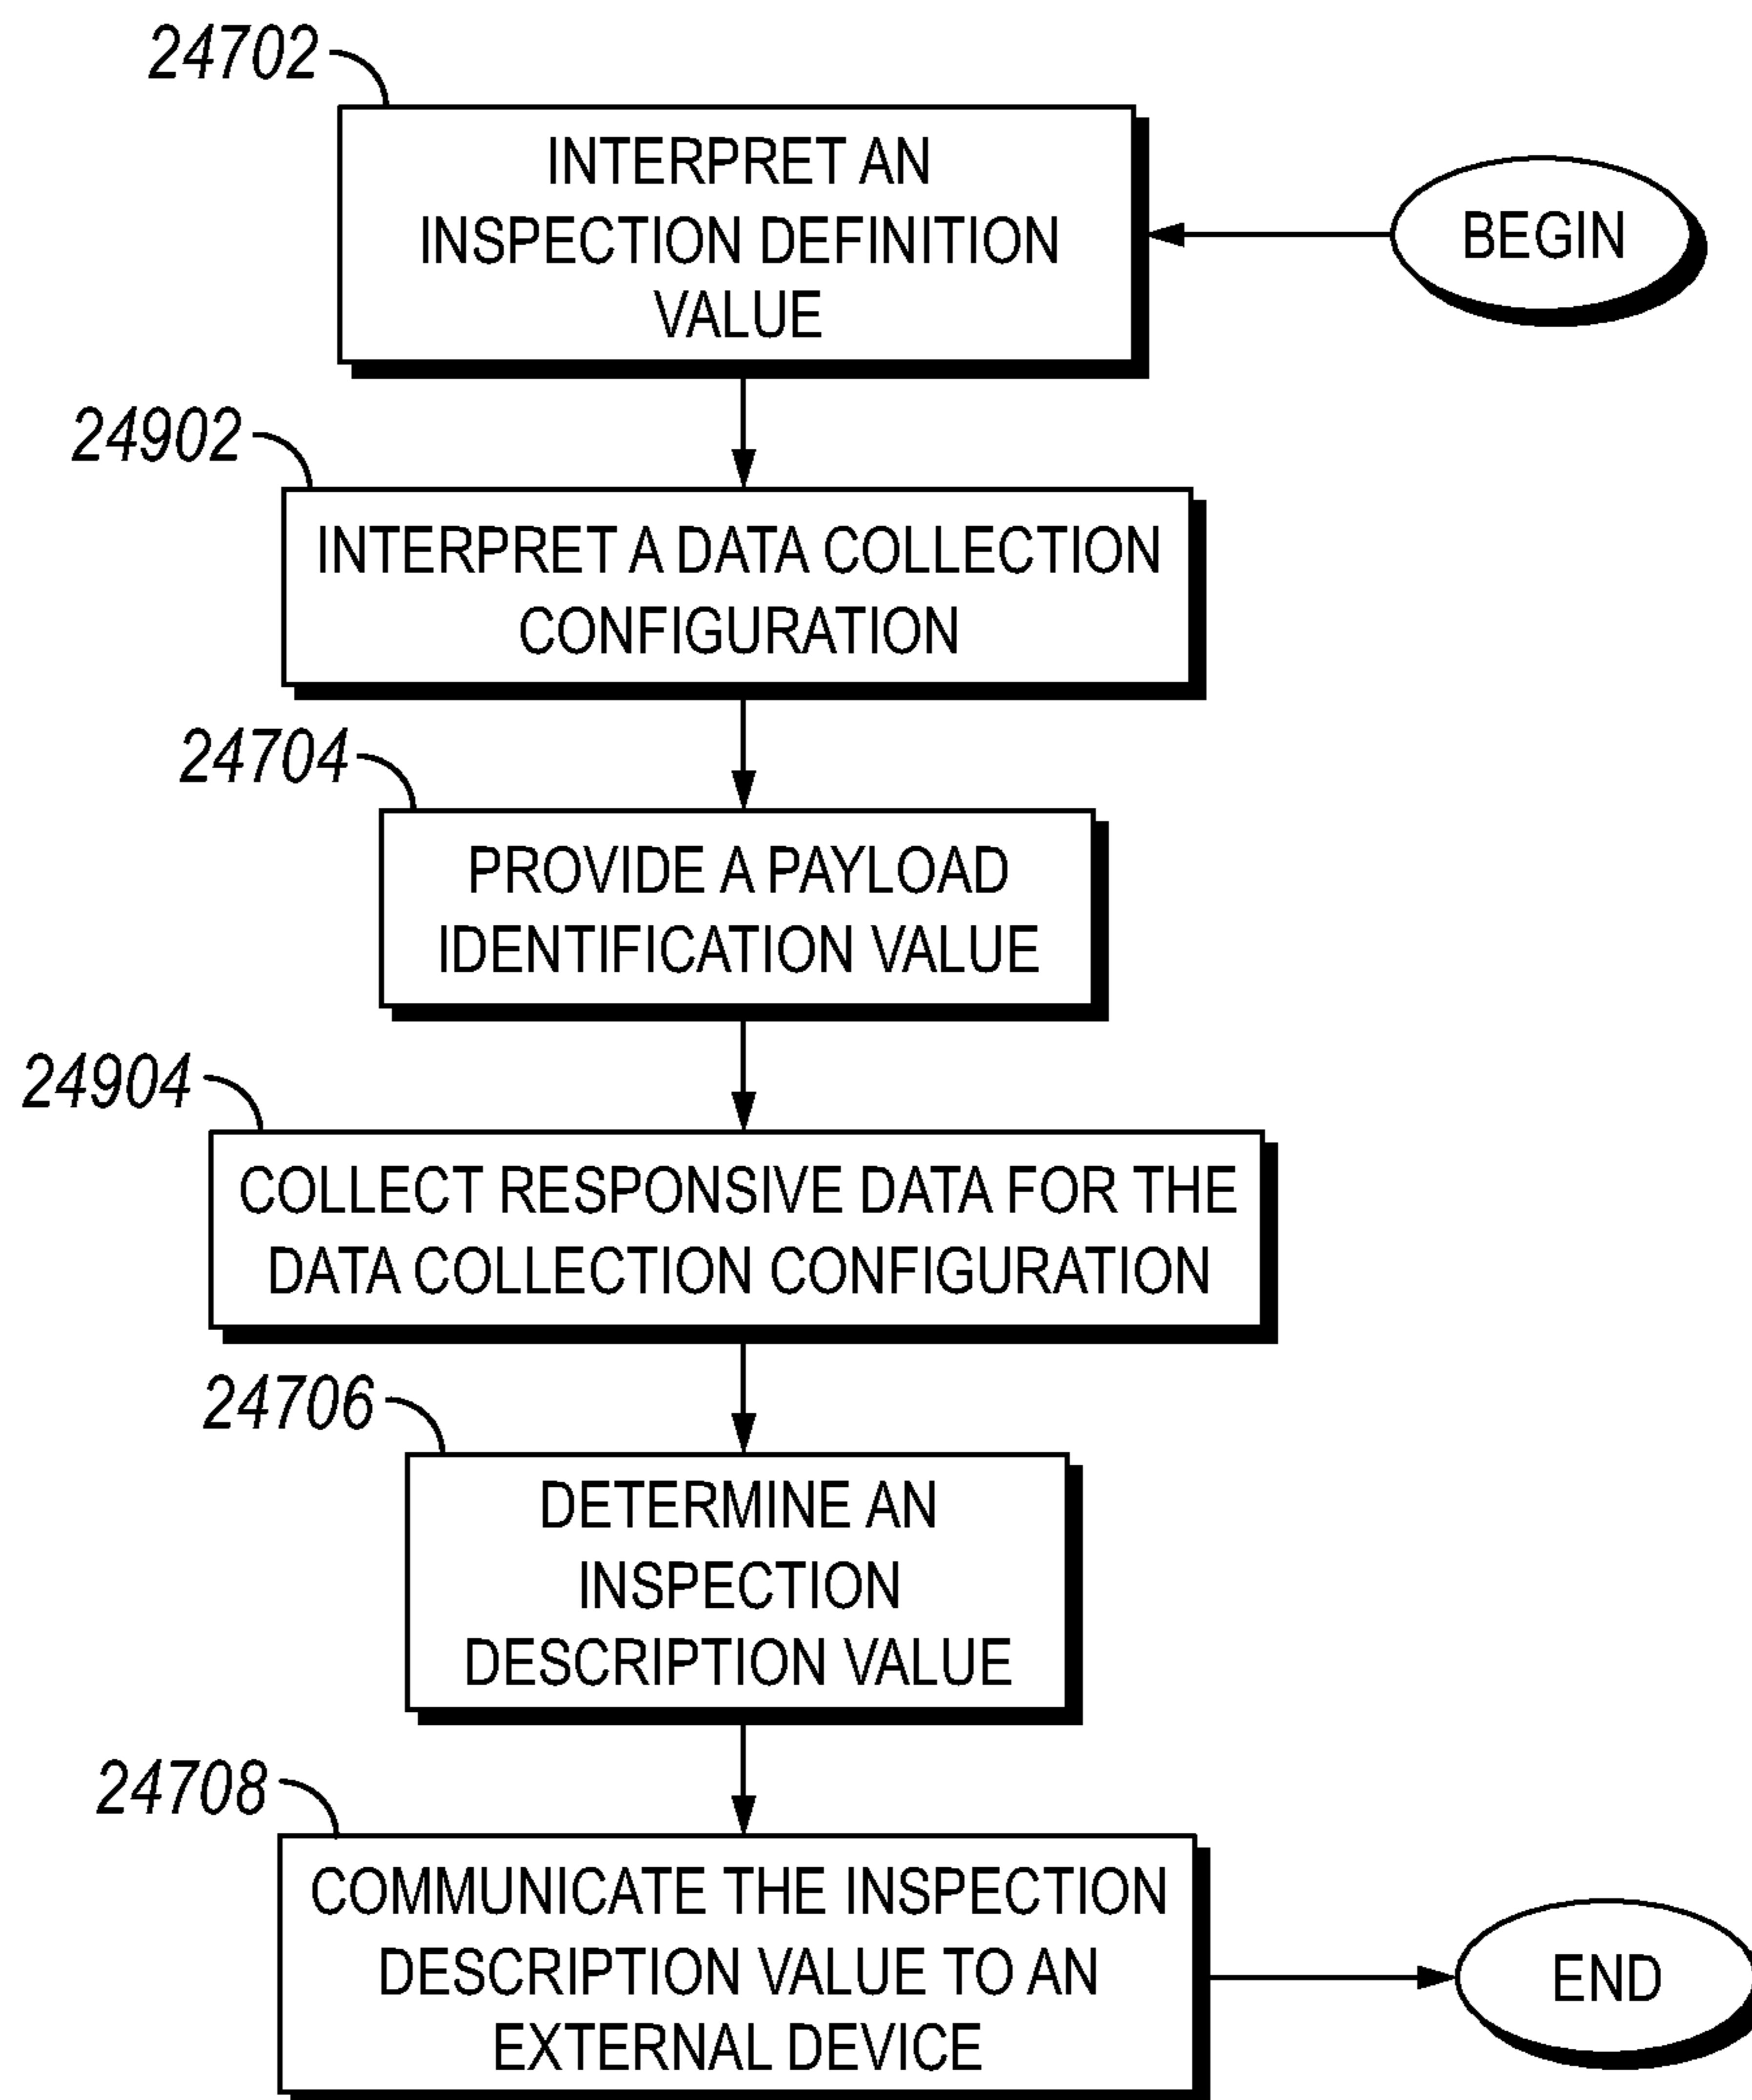 24702
INTERPRET AN
INSPECTION DEFINITION
VALUE
BEGIN
24902
INTERPRET A DATA COLLECTION
CONFIGURATION
24704
PROVIDE A PAYLOAD
IDENTIFICATION VALUE
24904
COLLECT RESPONSIVE DATA FOR THE
DATA COLLECTION CONFIGURATION
24706
DETERMINE AN
INSPECTION
DESCRIPTION VALUE
24708
COMMUNICATE THE INSPECTION
DESCRIPTION VALUE TO AN
EXTERNAL DEVICE
END